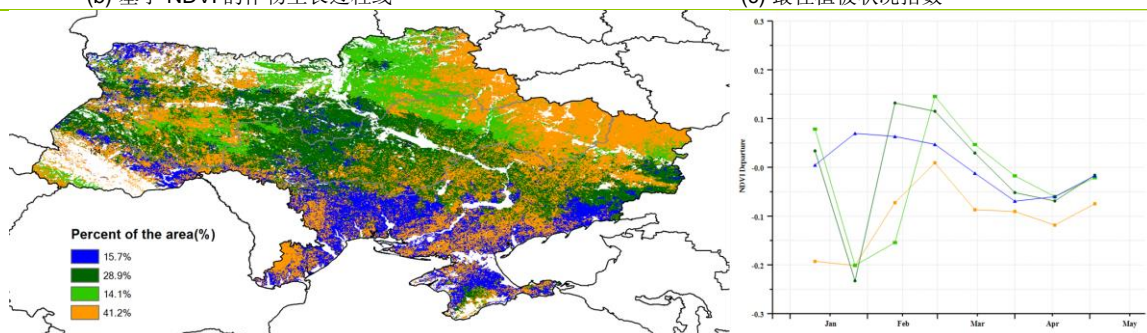 (b) 基于 NDVI 的作物生长过程线
(c) 最佳植被状况指数
Percent of the area(%)
15.7%
28.9%
14.1%
41.2%
NDVI Departure
0.3
0.2
0.1
-0.0
-0.1
-0.2
-0.3
Jan Feb Mar Apr May